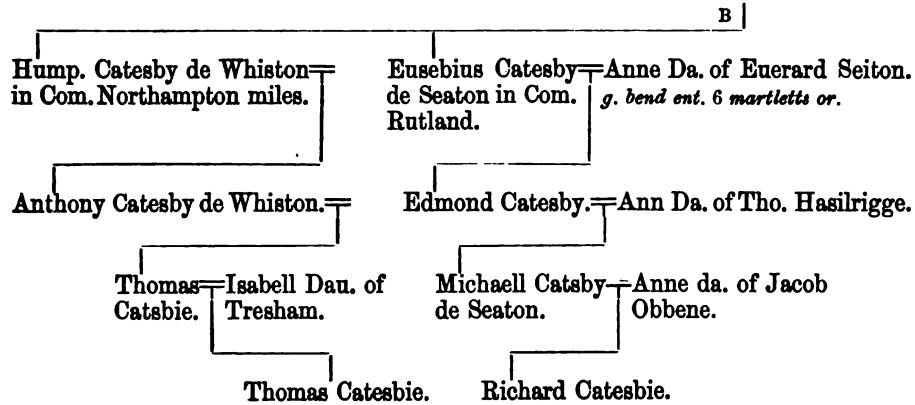 B
Hump. Catesby de Whiston
in Com. Northampton miles.
Eusebius Catesby
de Seaton in Com.
Rutland.
Anne Da. of Euerard Seiton.
g. bend ent. 6 martletts or.
Anthony Catesby de Whiston.
Edmond Catesby.
Ann Da. of Tho. Hasilrigge.
Thomas
Catsbie.
Isabell Dau. of
Tresham.
Michaell Catsby
de Seaton.
Anne da. of Jacob
Obbene.
Thomas Catesbie.
Richard Catesbie.